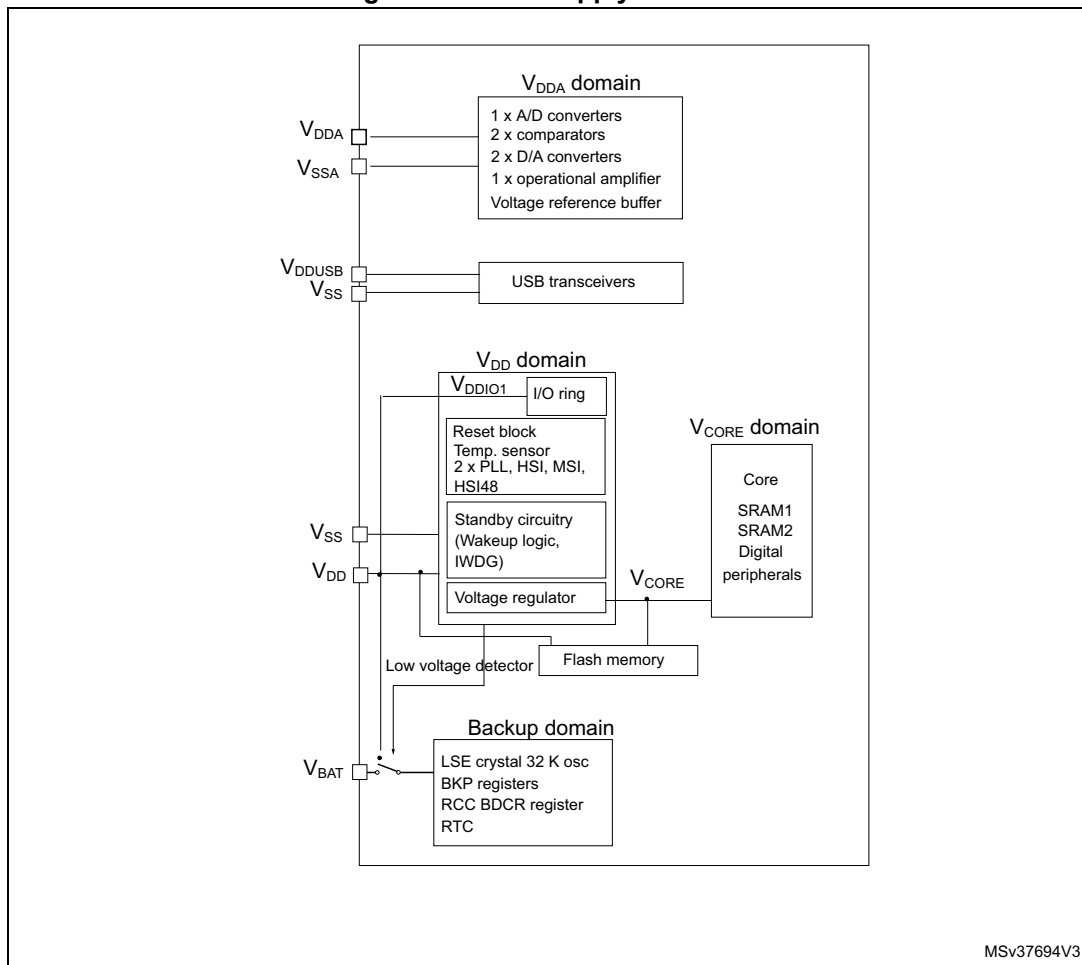 VDDA domain
1 x A/D converters
2 x comparators
2 x D/A converters
1 x operational amplifier
Voltage reference buffer
VDDA
VSSA
VDDUSB
VSS
USB transceivers
VDD domain
VDDIO1
I/O ring
Reset block
Temp. sensor
2 x PLL, HSI, MSI,
HSI48
VSS
VDD
Standby circuitry
(Wakeup logic,
IWDG)
Voltage regulator
VCORE
VCORE domain
Core
SRAM1
SRAM2
Digital
peripherals
Flash memory
Low voltage detector
Backup domain
VBAT
LSE crystal 32 K osc
BKP registers
RCC BDCR register
RTC
MSv37694V3